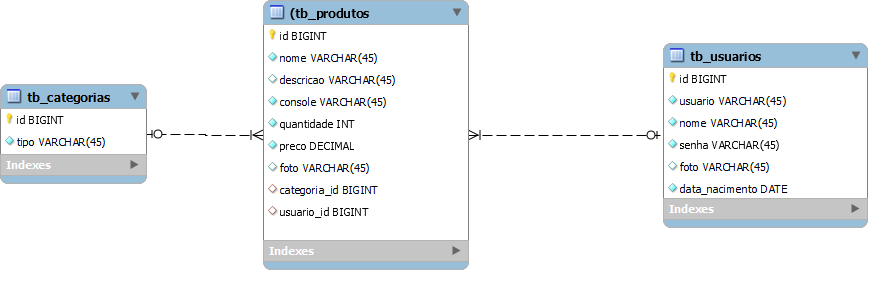 tb_categorias
id BIGINT
tipo VARCHAR(45)
Indexes
(tb_produtos
id BIGINT
nome VARCHAR(45)
descricao VARCHAR(45)
console VARCHAR(45)
quantidade INT
preco DECIMAL
foto VARCHAR(45)
categoria_id BIGINT
usuario_id BIGINT
Indexes
tb_usuarios
id BIGINT
usuario VARCHAR(45)
nome VARCHAR(45)
senha VARCHAR(45)
foto VARCHAR(45)
data_nacimento DATE
Indexes